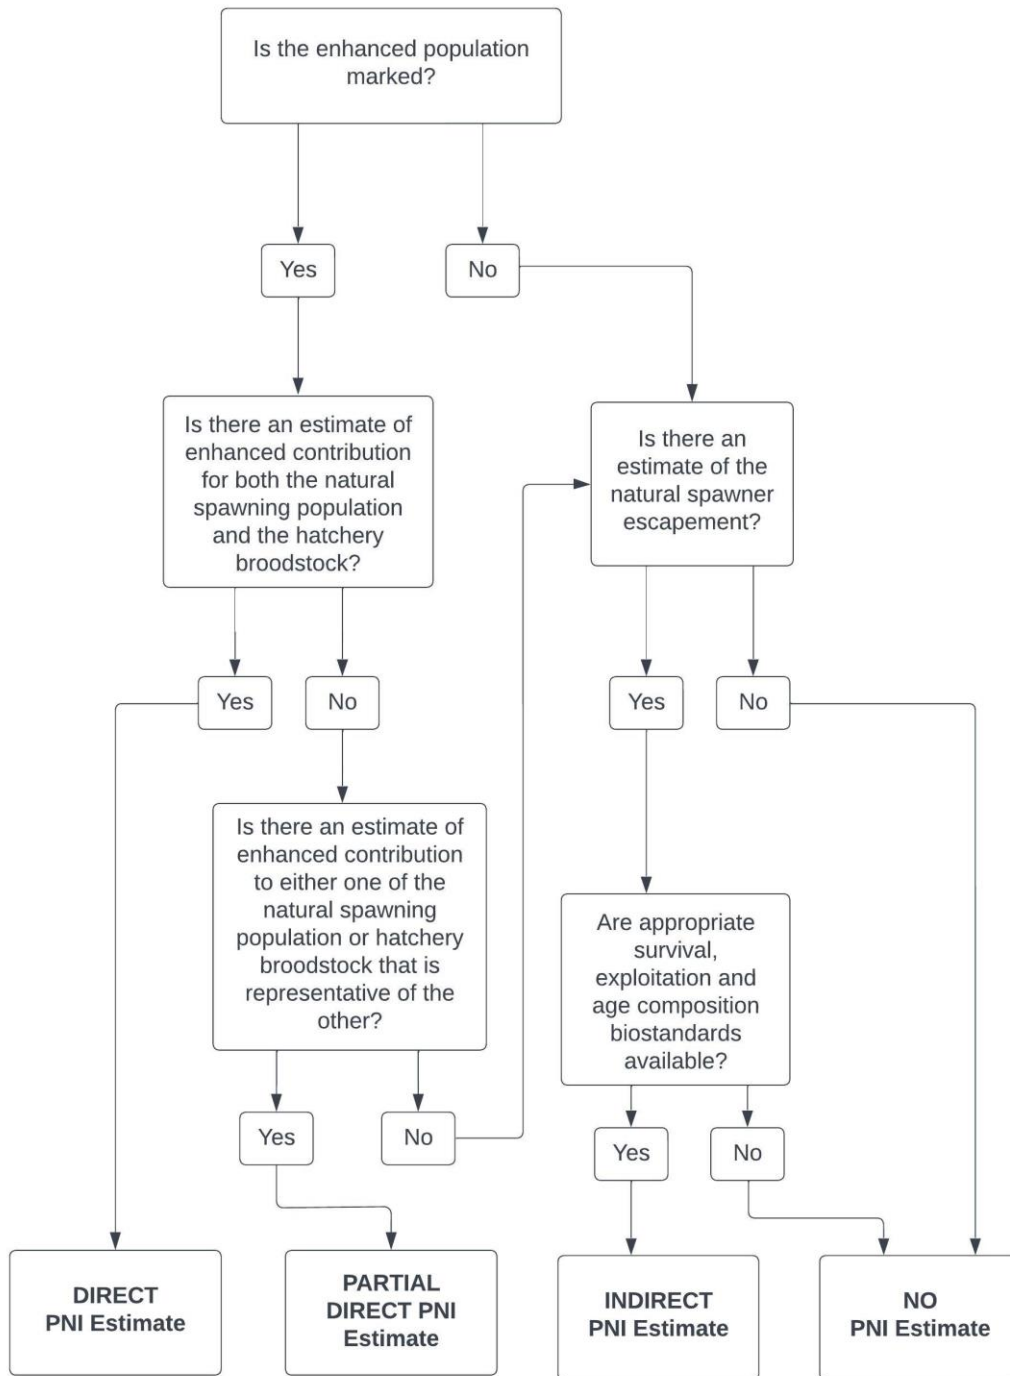 Is the enhanced population
marked?
Yes
No
Is there an estimate of
enhanced contribution
for both the natural
spawning population
and the hatchery
broodstock?
Is there an
estimate of the
natural spawner
escapement?
Yes
No
Yes
No
Is there an estimate of
enhanced contribution
to either one of the
natural spawning
population or hatchery
broodstock that is
representative of the
other?
Are appropriate
survival,
exploitation and
age composition
biostandards
available?
Yes
No
Yes
No
DIRECT
PNI Estimate
PARTIAL
DIRECT PNI
Estimate
INDIRECT
PNI Estimate
NO
PNI Estimate